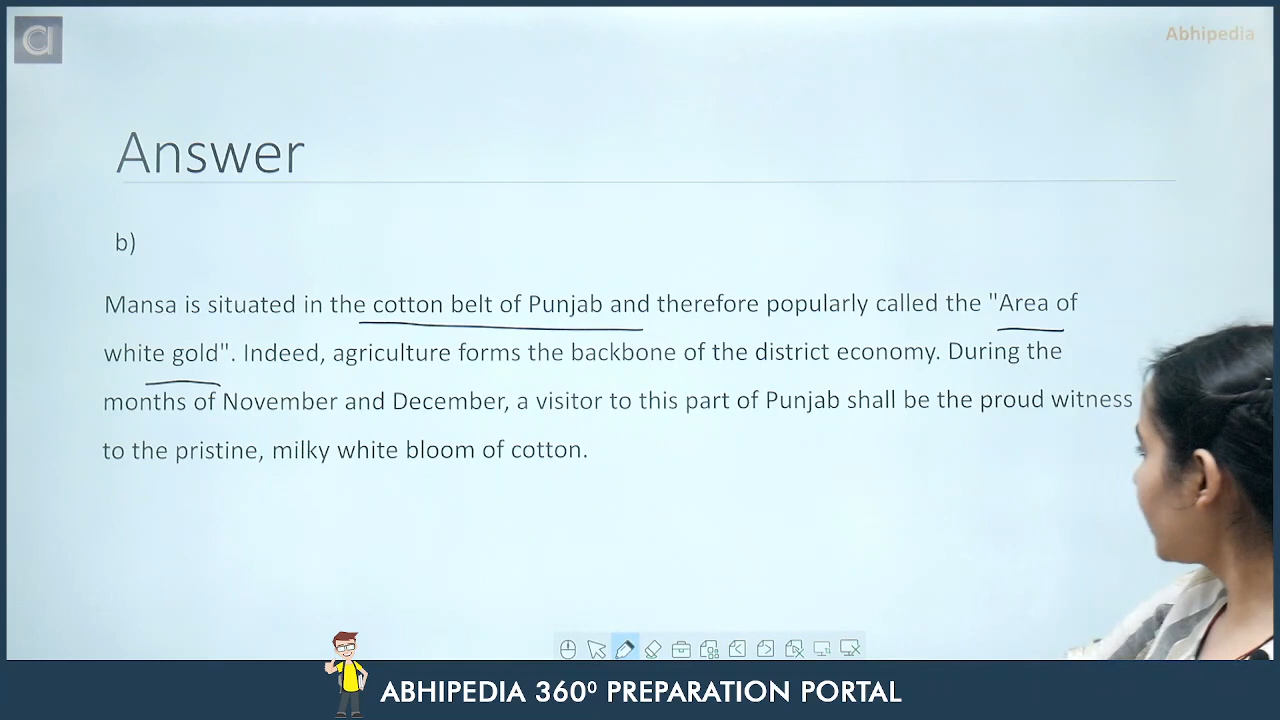 Abhipedia
Answer
b)
Mansa is situated in the cotton belt of Punjab and therefore popularly called the "Area of
white gold". Indeed, agriculture forms the backbone of the district economy. During the
months of November and December, a visitor to this part of Punjab shall be the proud witness
to the pristine, milky white bloom of cotton.
ABHIPEDIA 360⁰ PREPARATION PORTAL